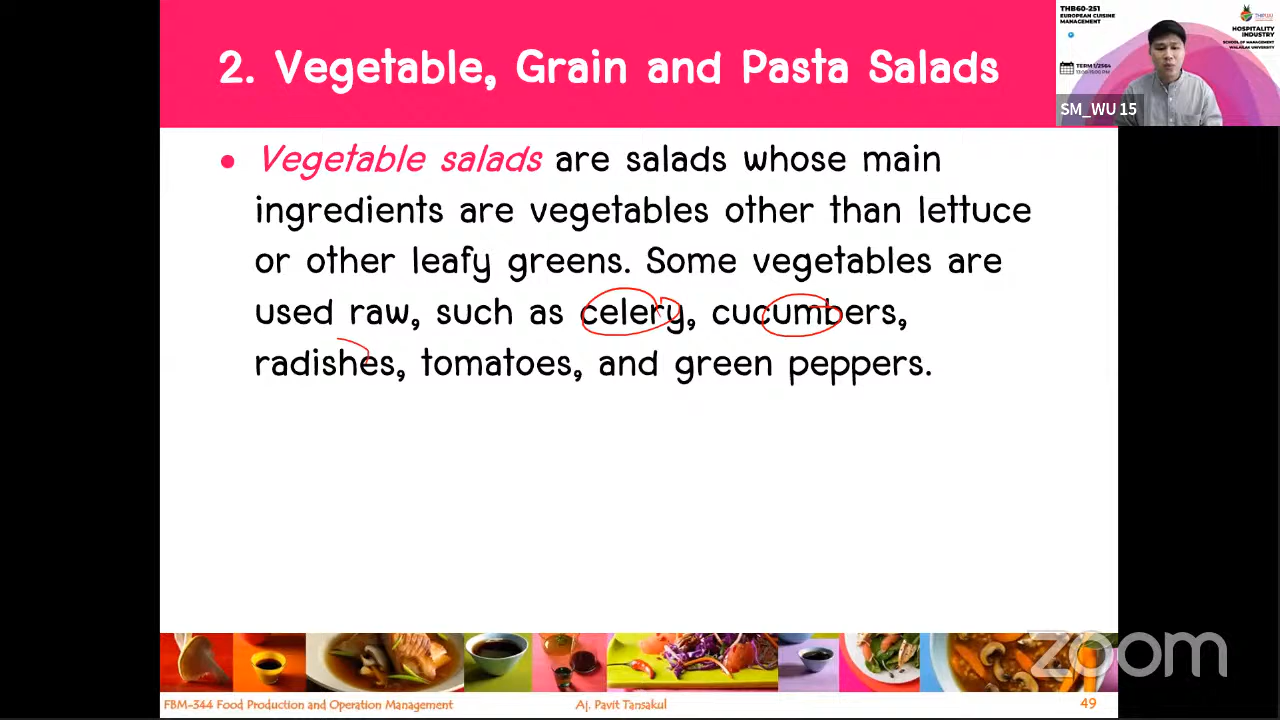 2. Vegetable, Grain and Pasta Salads
• Vegetable salads are salads whose main
ingredients are vegetables other than lettuce
or other leafy greens. Some vegetables are
used raw, such as celery, cucumbers,
radishes, tomatoes, and green peppers.
THB60-251
EUROPEAN CUISINE
MANAGEMENT
TERM 1/2564
HOSPITALITY
INDUSTRY
SCHOOL OF MANAGEMENT
WALAILAK UNIVERSITY
SM_WU 15
zoom
FBM-344 Food Production and Operation Management
Aj. Pavit Tansakul
49